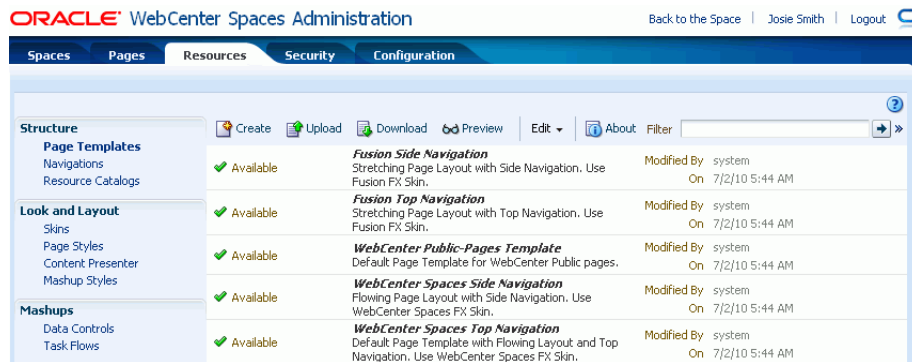 ORACLE WebCenter Spaces Administration
Back to the Space Josie Smith Logout
Spaces Pages Resources Security Configuration
Structure
Page Templates
Navigations
Resource Catalogs
Look and Layout
Skins
Page Styles
Content Presenter
Mashup Styles
Mashups
Data Controls
Task Flows
Create Upload Download Preview Edit About Filter
Available
Fusion Side Navigation
Stretching Page Layout with Side Navigation. Use
Fusion FX Skin.
Modified By system
On 7/2/10 5:44 AM
Available
Fusion Top Navigation
Stretching Page Layout with Top Navigation. Use
Fusion FX Skin.
Modified By system
On 7/2/10 5:44 AM
Available
WebCenter Public-Pages Template
Default Page Template for WebCenter Public pages.
Modified By system
On 7/2/10 5:44 AM
Available
WebCenter Spaces Side Navigation
Flowing Page Layout with Side Navigation. Use
WebCenter Spaces FX Skin.
Modified By system
On 7/2/10 5:44 AM
Available
WebCenter Spaces Top Navigation
Default Page Template with Flowing Layout and Top
Navigation. Use WebCenter Spaces FX Skin.
Modified By system
On 7/2/10 5:44 AM